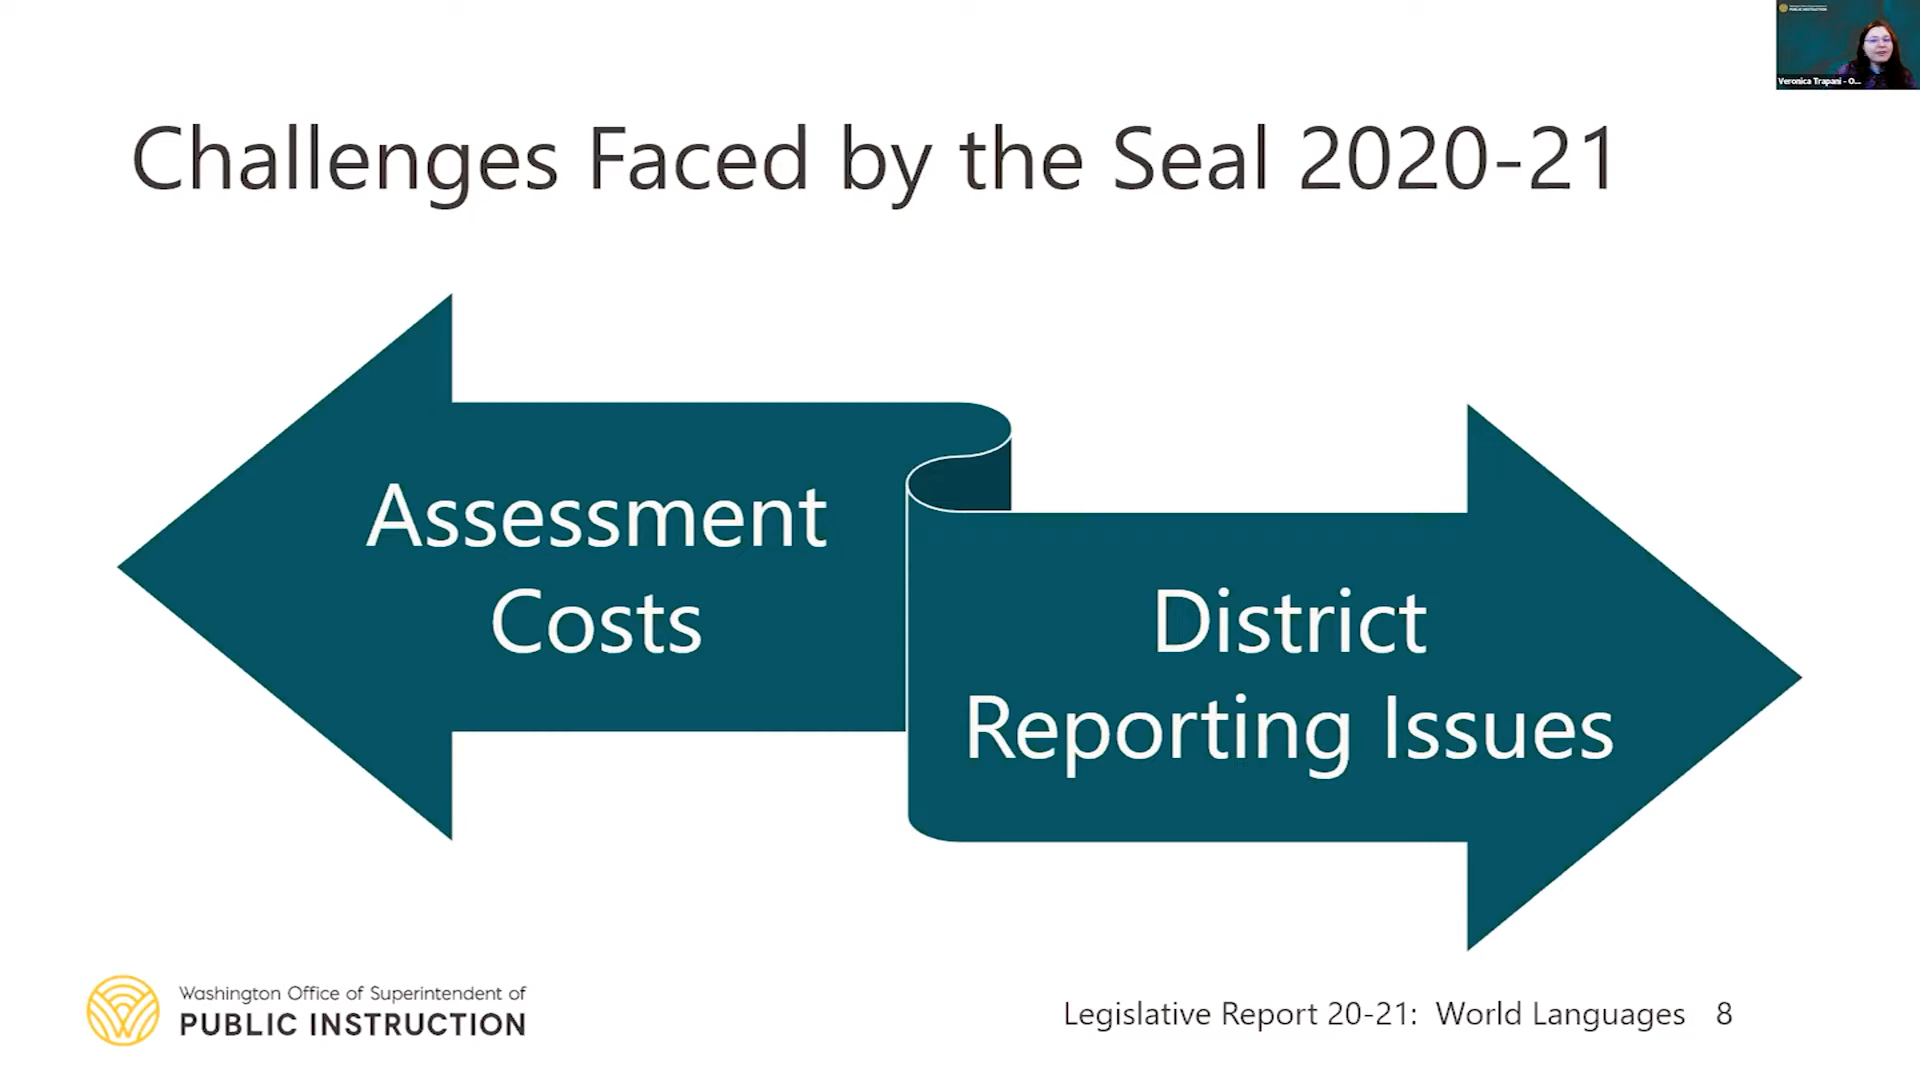 Veronica Trapani - O...
Challenges Faced by the Seal 2020-21
Assessment
Costs
District
Reporting Issues
Washington Office of Superintendent of
PUBLIC INSTRUCTION
Legislative Report 20-21: World Languages 8